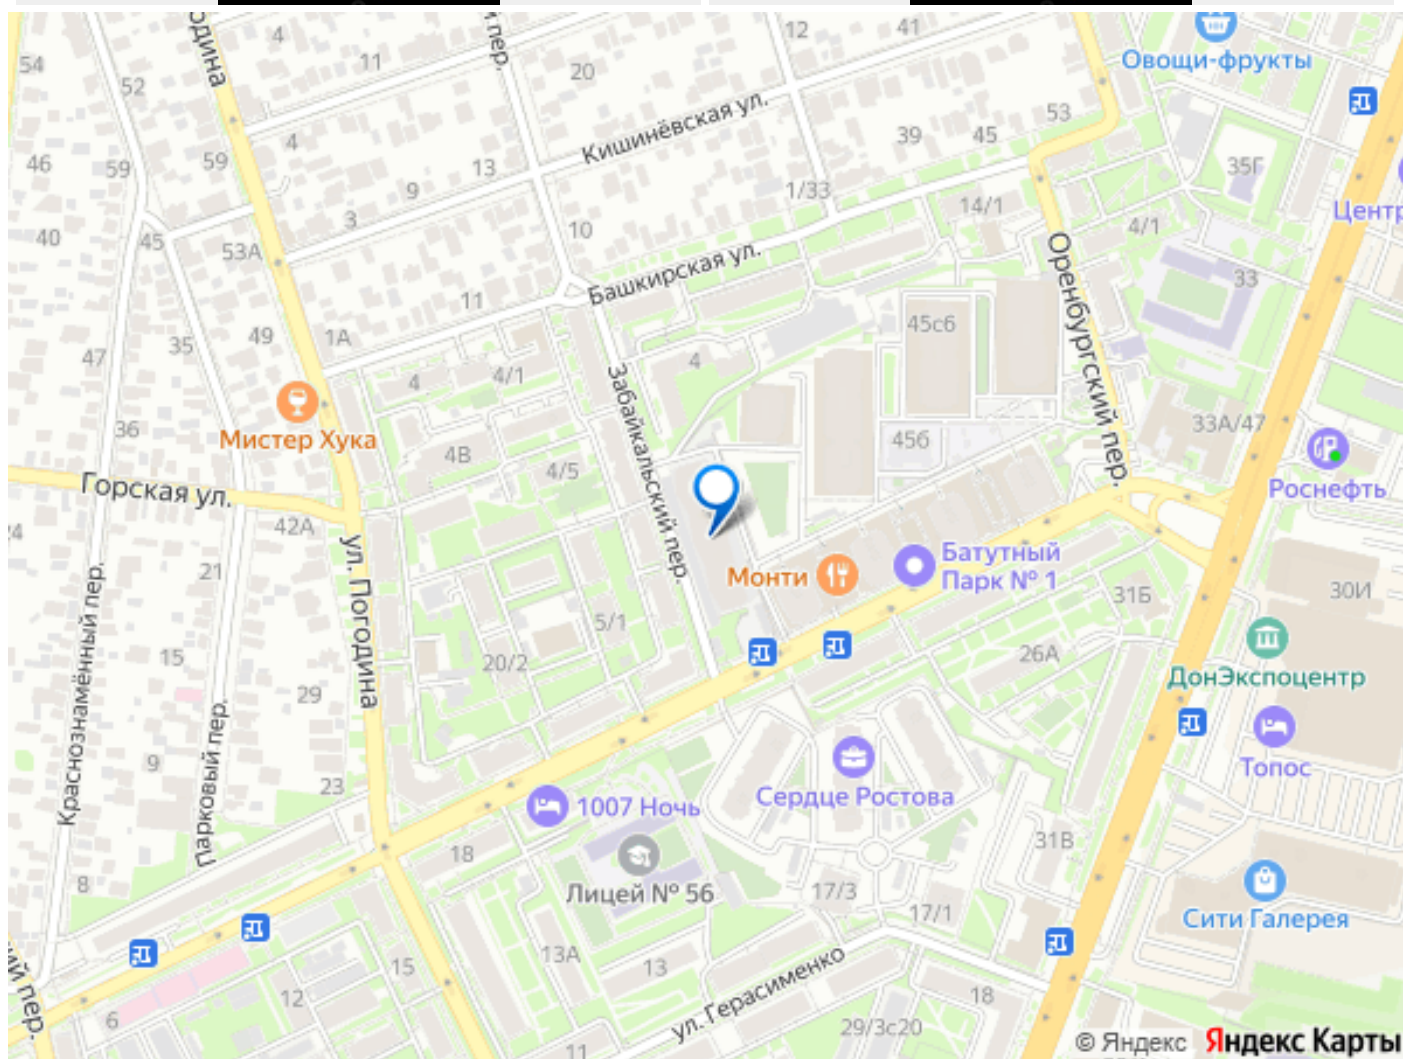 4
11
12
41
Овощи-фрукты
54
52
20
Кишинёвская ул.
53
4
39
45
46
59
59
13
9
35Г
1/33
14/1
4/1
Центр
3
40
45
53А
10
Башкирская ул.
33
11
Оренбургский пер.
45с6
49
1А
35
47
4
4/1
4
Забайкальский пер.
Мистер Хука
36
33А/47
4В
4/5
45б
Горская ул.
Роснефть
42А
ул. Погодина
Монти
Батутный
Парк № 1
21
31Б
30И
5/1
Краснознамённый пер.
15
20/2
26А
ДонЭкспоцентр
29
Парковый пер.
9
Топос
23
1007 Ночь
Сердце Ростова
18
31В
8
Лицей № 56
17/3
17/1
Сити Галерея
13А
13
15
ул. Герасименко
12
18
6
29/3с20
11
© Яндекс
Яндекс Карты